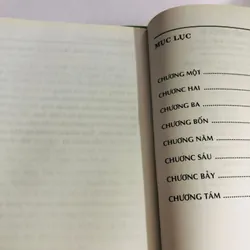 MỤC LỤC
CHƯƠNG MỘT ........................
CHƯƠNG HAI ........................
CHƯƠNG BA ........................
CHƯƠNG BỐN ........................
CHƯƠNG NĂM ........................
CHƯƠNG SÁU ........................
CHƯƠNG BẢY ........................
CHƯƠNG TÁM ........................